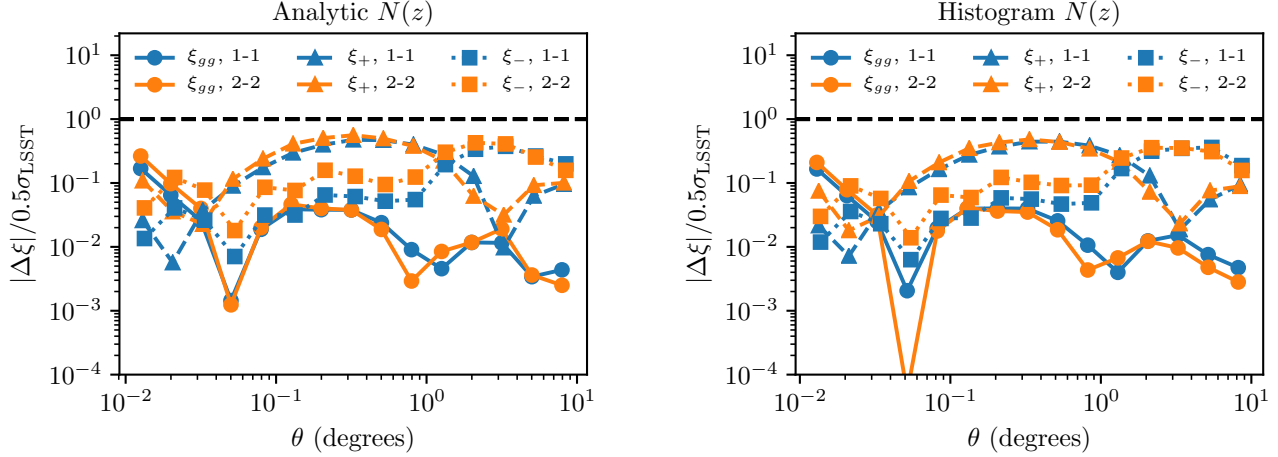 Analytic N(z)
ξ_gg, 1-1
ξ_+, 1-1
ξ_−, 1-1
ξ_gg, 2-2
ξ_+, 2-2
ξ_−, 2-2
|Δξ|/0.5σ_LSST
10^1
10^0
10^−1
10^−2
10^−3
10^−4
10^−2
10^−1
10^0
10^1
θ (degrees)
Histogram N(z)
ξ_gg, 1-1
ξ_+, 1-1
ξ_−, 1-1
ξ_gg, 2-2
ξ_+, 2-2
ξ_−, 2-2
|Δξ|/0.5σ_LSST
10^1
10^0
10^−1
10^−2
10^−3
10^−4
10^−2
10^−1
10^0
10^1
θ (degrees)